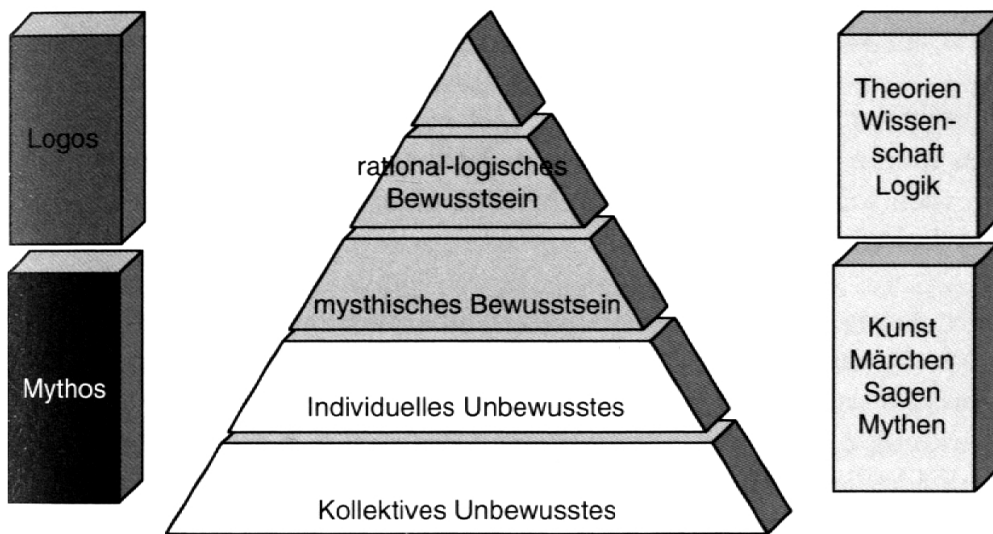 Logos
Mythos
rational-logisches
Bewusstsein
mysthisches Bewusstsein
Individuelles Unbewusstes
Kollektives Unbewusstes
Theorien
Wissen-
schaft
Logik
Kunst
Märchen
Sagen
Mythen